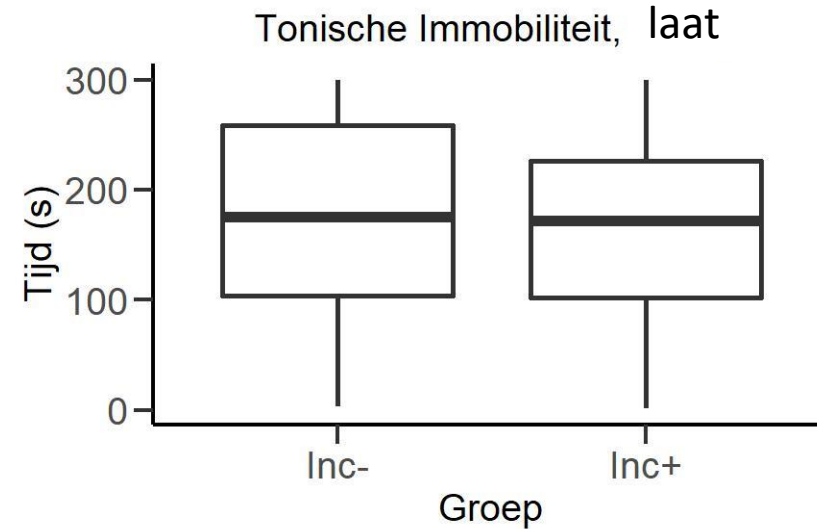 Tonische Immobiliteit, laat
300
200
100
0
Tijd (s)
Inc- Inc+
Groep